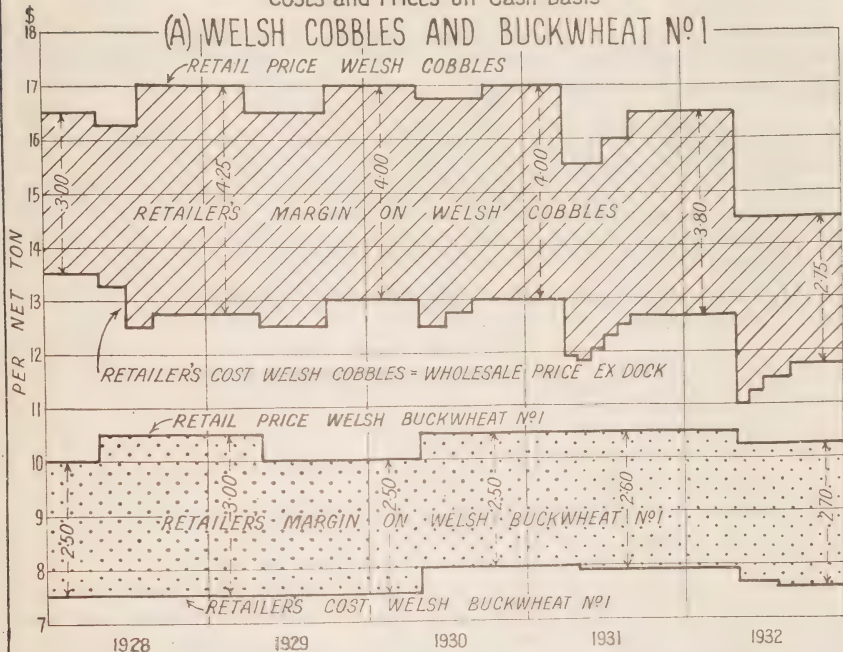 Costs and Prices on Cash Basis
(A) WELSH COBBLES AND BUCKWHEAT Nº1
$
18
RETAIL PRICE WELSH COBBLES
17
16
3·00
4·25
4·00
4·00
3·80
15
RETAILER'S MARGIN ON WELSH COBBLES
14
2·75
13
12
PER NET TON
RETAILER'S COST WELSH COBBLES = WHOLESALE PRICE EX DOCK
11
RETAIL PRICE WELSH BUCKWHEAT Nº1
10
2·50
3·00
2·50
2·50
2·60
2·70
9
RETAILER'S MARGIN ON WELSH BUCKWHEAT Nº1
8
RETAILER'S COST WELSH BUCKWHEAT Nº1
7
1928 1929 1930 1931 1932